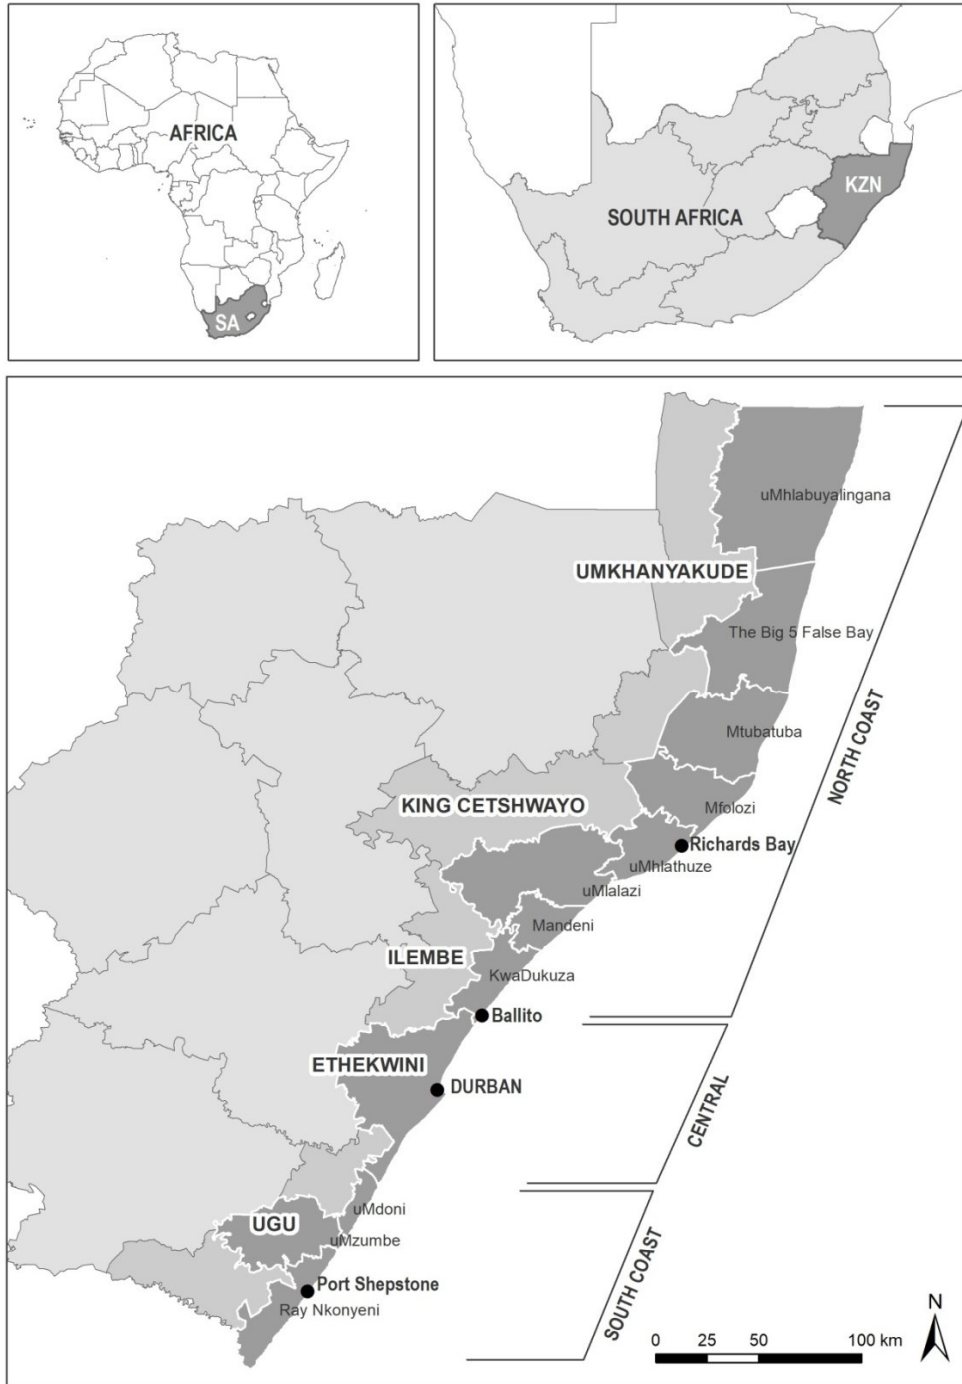 AFRICA
SA
SOUTH AFRICA
KZN
uMhlabuyalingana
UMKHANYAKUDE
The Big 5 False Bay
Mtubatuba
NORTH COAST
KING CETSHWAYO
Mfolozi
Richards Bay
uMhlathuze
uMlalazi
Mandeni
ILEMBE
KwaDukuza
Ballito
ETHEKWINI
DURBAN
CENTRAL
uMdoni
UGU
uMzumbe
Port Shepstone
Ray Nkonyeni
SOUTH COAST
N
0 25 50 100 km